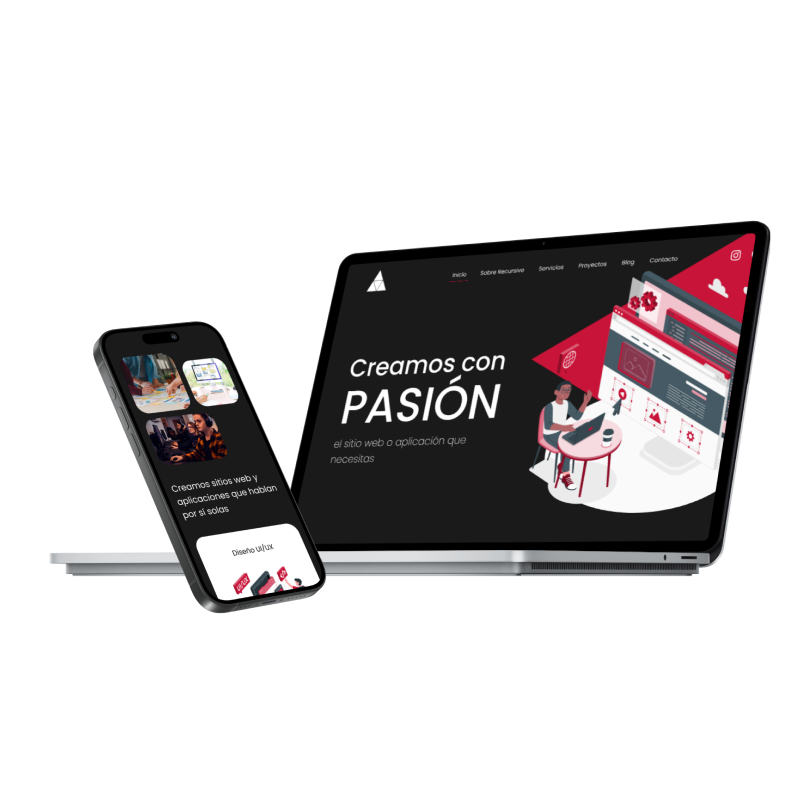 Inicio
Sobre Recursive
Servicios
Proyectos
Blog
Contacto
Creamos con
PASIÓN
el sitio web o aplicación que
necesitas
Creamos sitios web y
aplicaciones que hablan
por sí solas
Diseño UI/UX